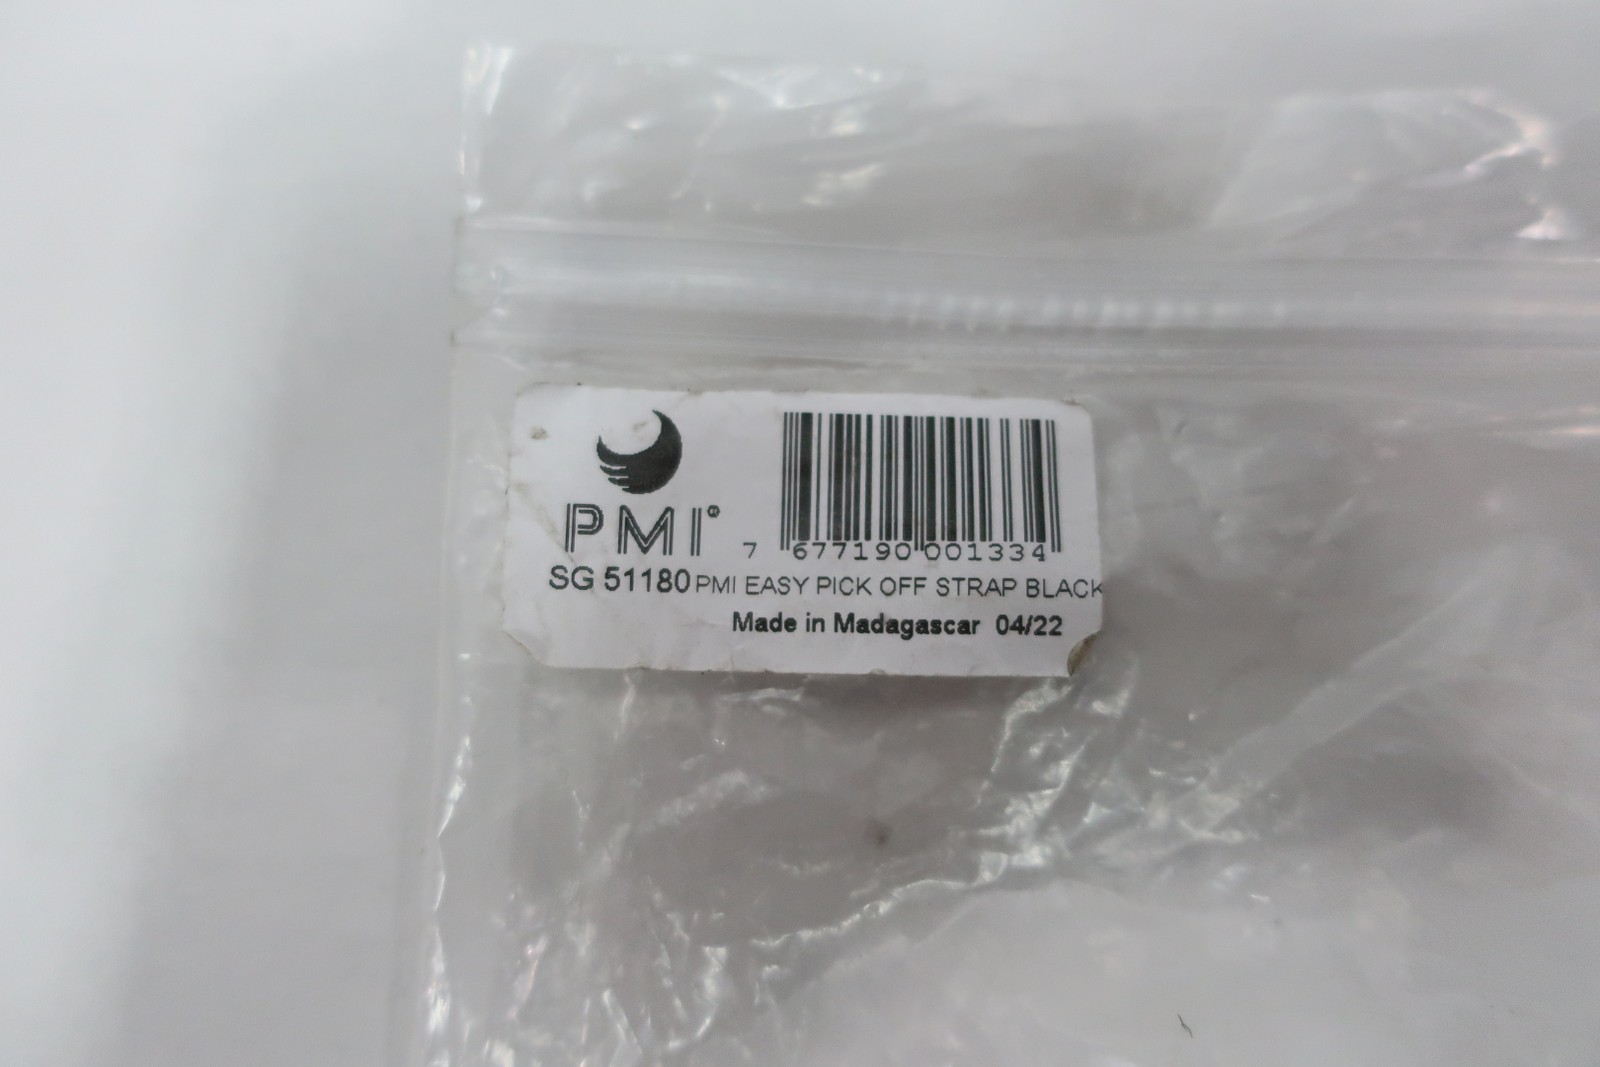 PMI®
7 677190 001334
SG 51180 PMI EASY PICK OFF STRAP BLACK
Made in Madagascar 04/22